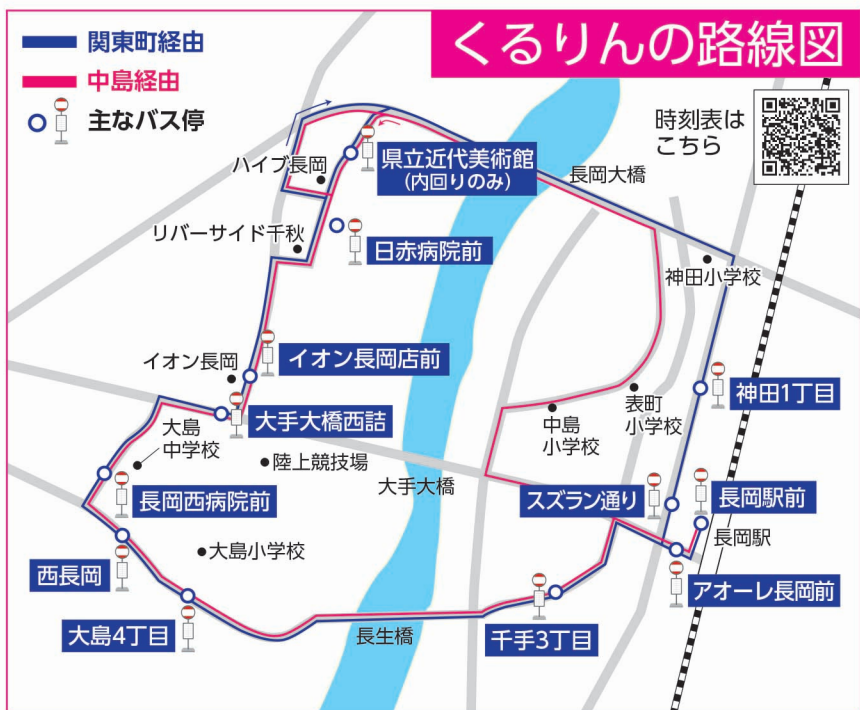 くるりんの路線図
関東町経由
中島経由
主なバス停
時刻表は
こちら
県立近代美術館
(内回りのみ)
ハイブ長岡
長岡大橋
リバーサイド千秋
日赤病院前
神田小学校
イオン長岡
イオン長岡店前
神田1丁目
大手大橋西詰
大島
中学校
中島
小学校
表町
小学校
陸上競技場
大手大橋
スズラン通り
長岡駅前
長岡西病院前
長岡駅
大島小学校
西長岡
アオーレ長岡前
大島4丁目
長生橋
千手3丁目